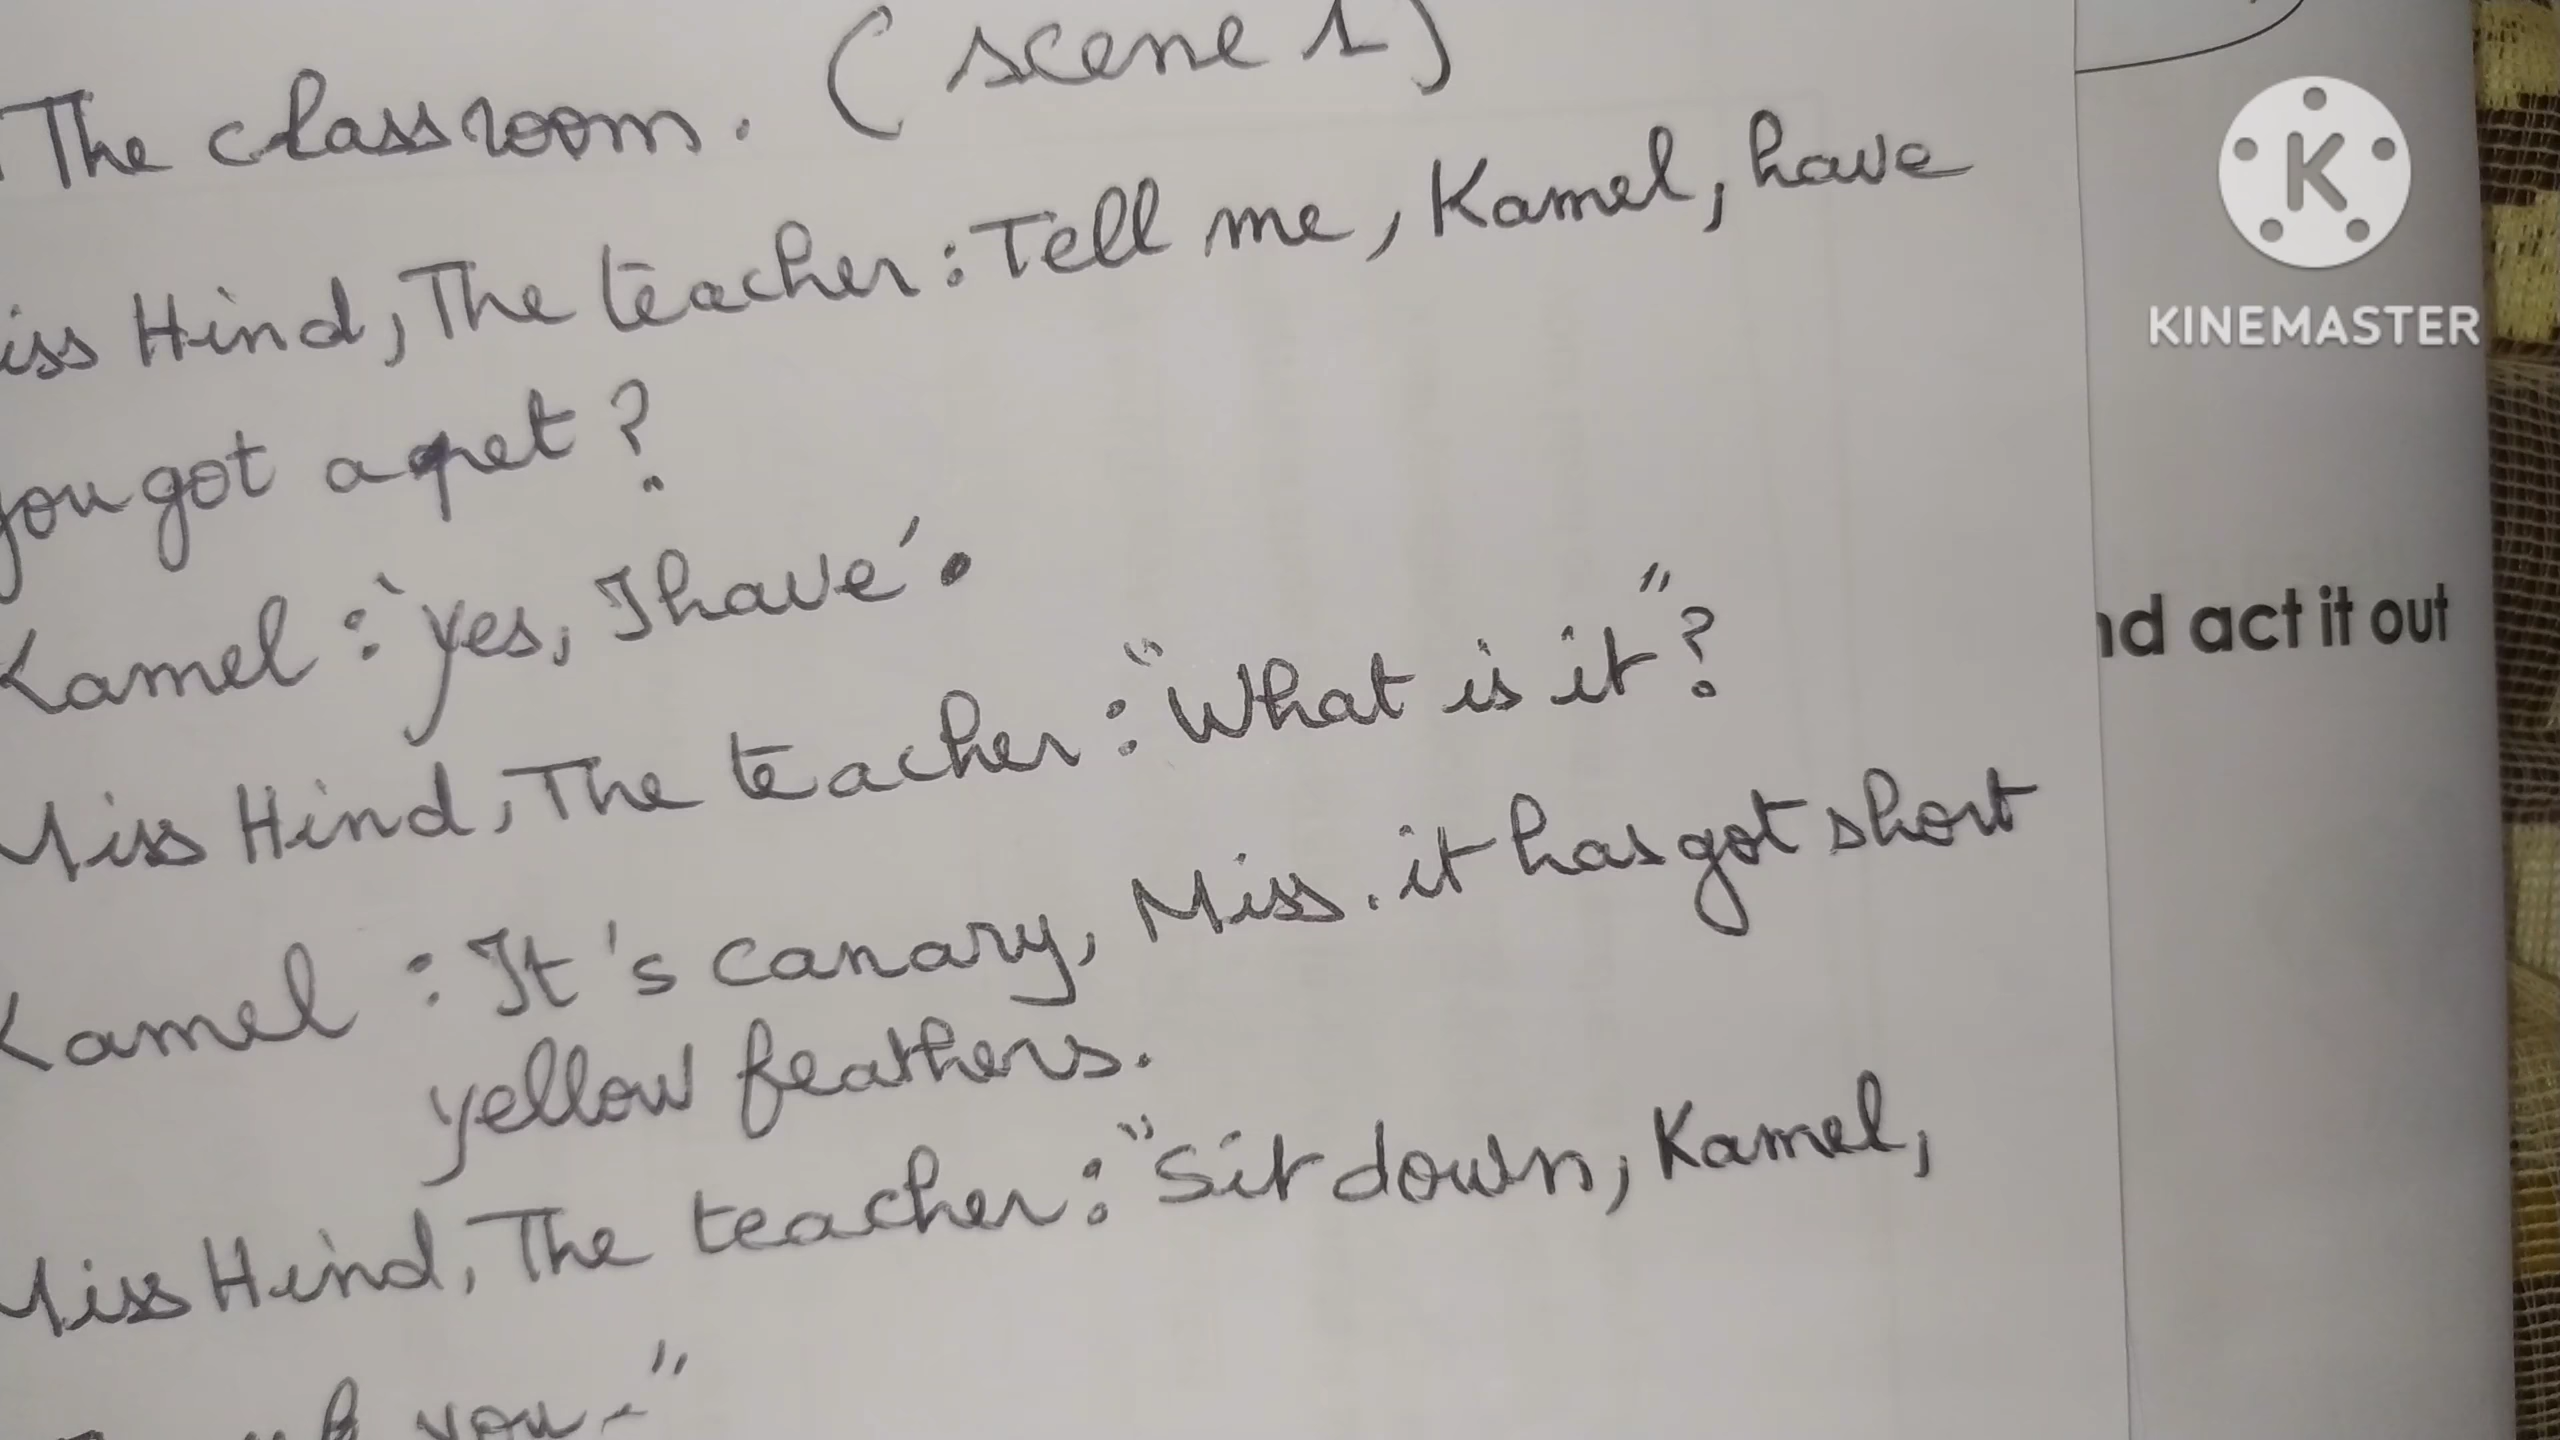 The classroom. (scene 1)
iss Hind, The teacher: Tell me, Kamel, have
you got a pet?
Kamel: 'yes, I have'.
Miss Hind, The teacher: "What is it"?
Kamel: It's canary, Miss. it has got short
yellow feathers.
Miss Hind, The teacher: "Sit down, Kamel,
you."
KINEMASTER
nd act it out